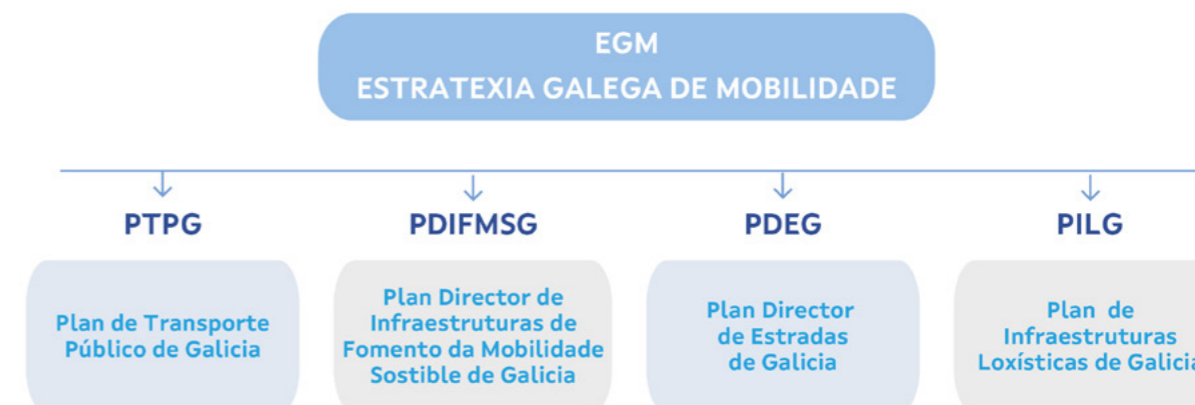 EGM
ESTRATEXIA GALEGA DE MOBILIDADE
PTPG
PDIFMSG
PDEG
PILG
Plan de Transporte
Público de Galicia
Plan Director de
Infraestruturas de
Fomento da Mobilidade
Sostible de Galicia
Plan Director
de Estradas
de Galicia
Plan de
Infraestruturas
Loxísticas de Galicia